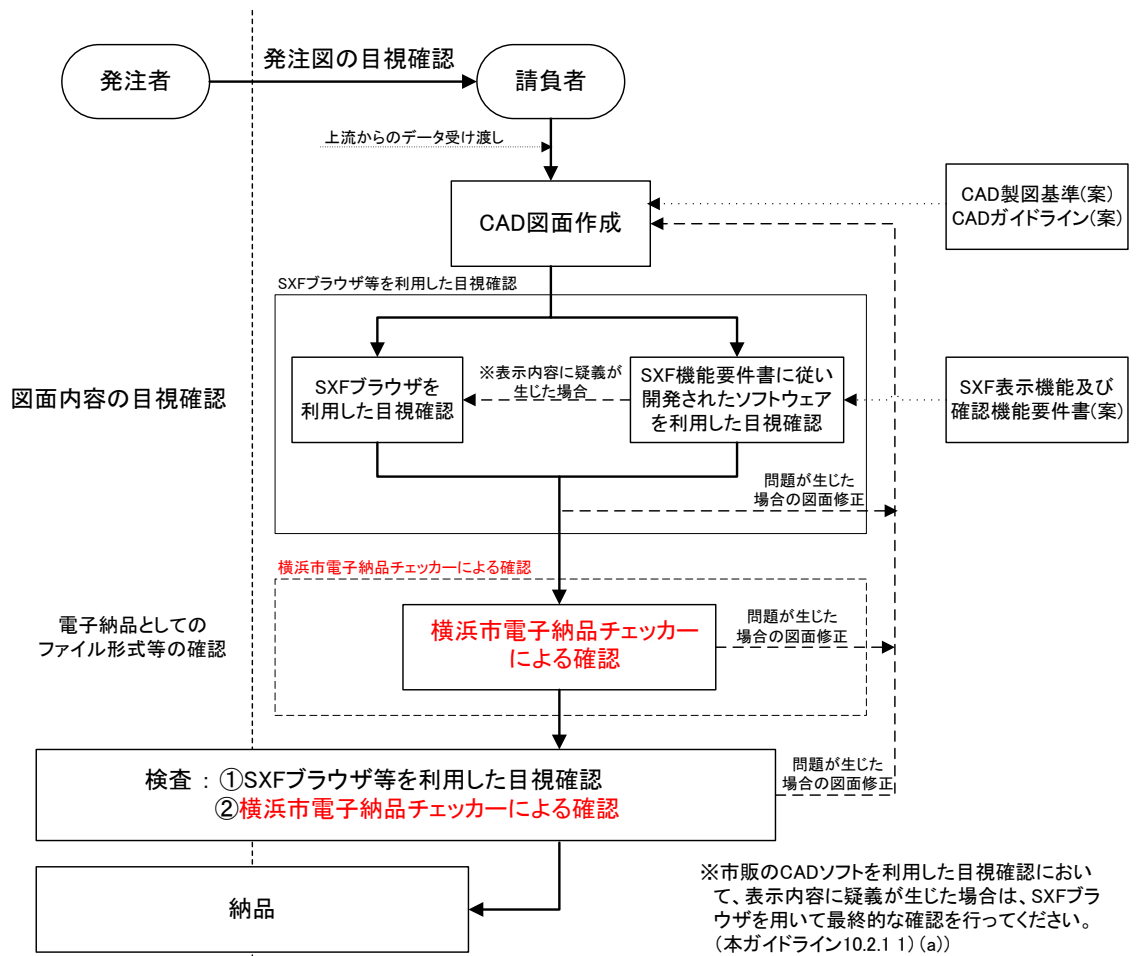 発注者
発注図の目視確認
請負者
上流からのデータ受け渡し
CAD図面作成
CAD製図基準(案)
CADガイドライン(案)
SXFブラウザ等を利用した目視確認
図面内容の目視確認
SXFブラウザを
利用した目視確認
※表示内容に疑義が
生じた場合
SXF機能要件書に従い
開発されたソフトウェア
を利用した目視確認
SXF表示機能及び
確認機能要件書(案)
問題が生じた
場合の図面修正
横浜市電子納品チェッカーによる確認
電子納品としての
ファイル形式等の確認
横浜市電子納品チェッカー
による確認
問題が生じた
場合の図面修正
検査 : ①SXFブラウザ等を利用した目視確認
②横浜市電子納品チェッカーによる確認
問題が生じた
場合の図面修正
納品
※市販のCADソフトを利用した目視確認におい
て、表示内容に疑義が生じた場合は、SXFブラ
ウザを用いて最終的な確認を行ってください。
(本ガイドライン10.2.1 1) (a))